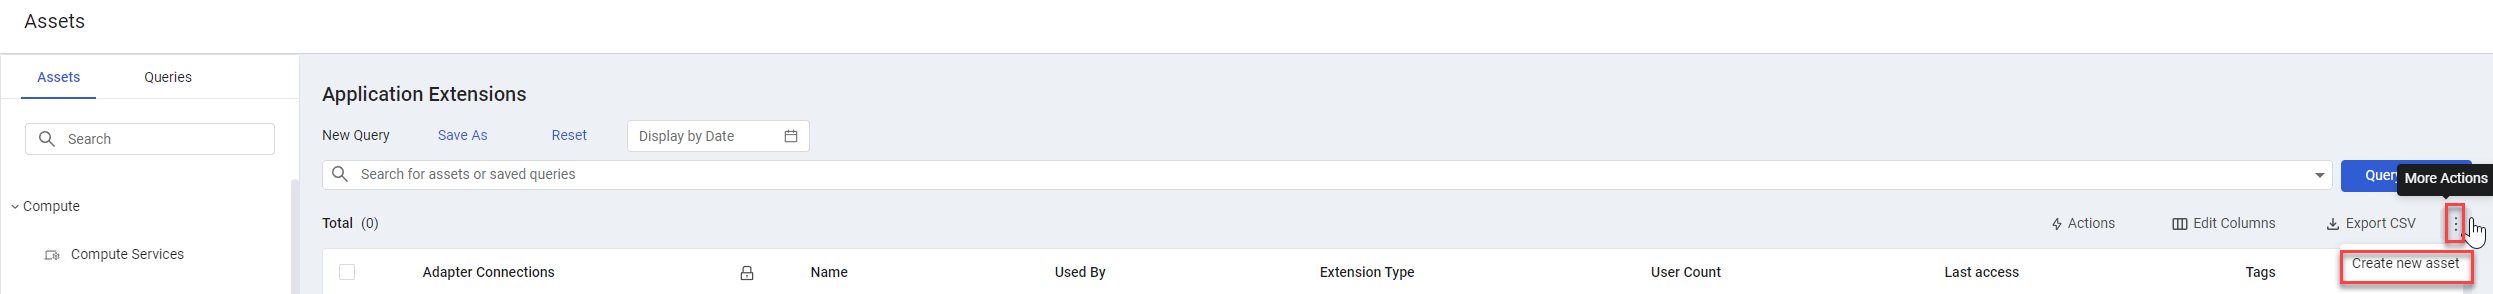 Assets
Assets Queries
Search
Compute
Compute Services
Application Extensions
New Query Save As Reset Display by Date
Search for assets or saved queries
Query
More Actions
Total (0) Actions Edit Columns Export CSV
Create new asset
Adapter Connections Name Used By Extension Type User Count Last access Tags